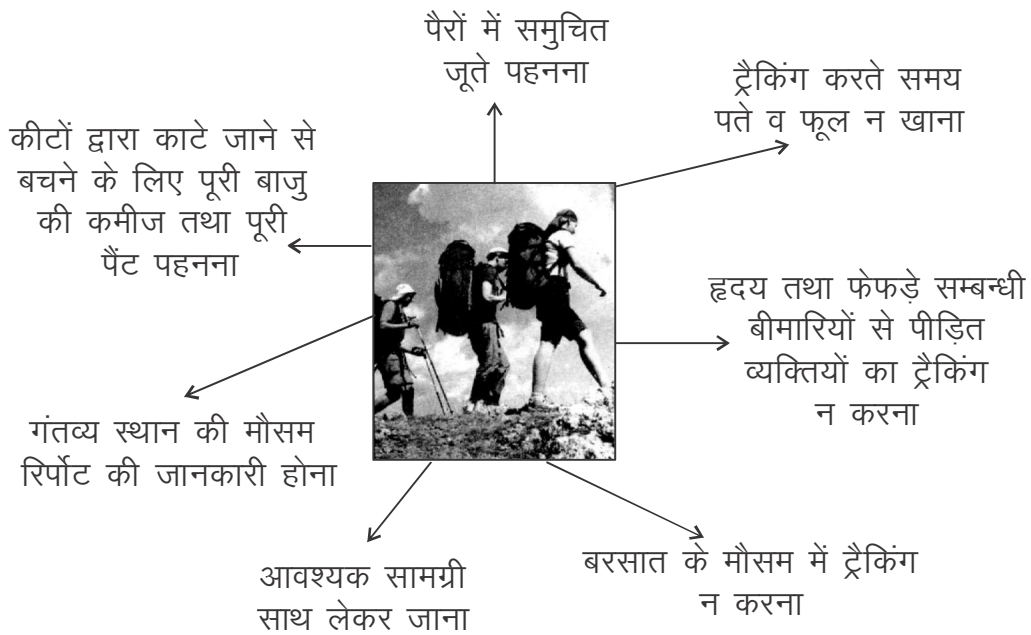 पैरों में समुचित
जूते पहनना
ट्रैकिंग करते समय
पते व फूल न खाना
कीटों द्वारा काटे जाने से
बचने के लिए पूरी बाजु
की कमीज तथा पूरी
पैंट पहनना
हृदय तथा फेफड़े सम्बन्धी
बीमारियों से पीड़ित
व्यक्तियों का ट्रैकिंग
न करना
गंतव्य स्थान की मौसम
रिर्पोट की जानकारी होना
आवश्यक सामग्री
साथ लेकर जाना
बरसात के मौसम में ट्रैकिंग
न करना